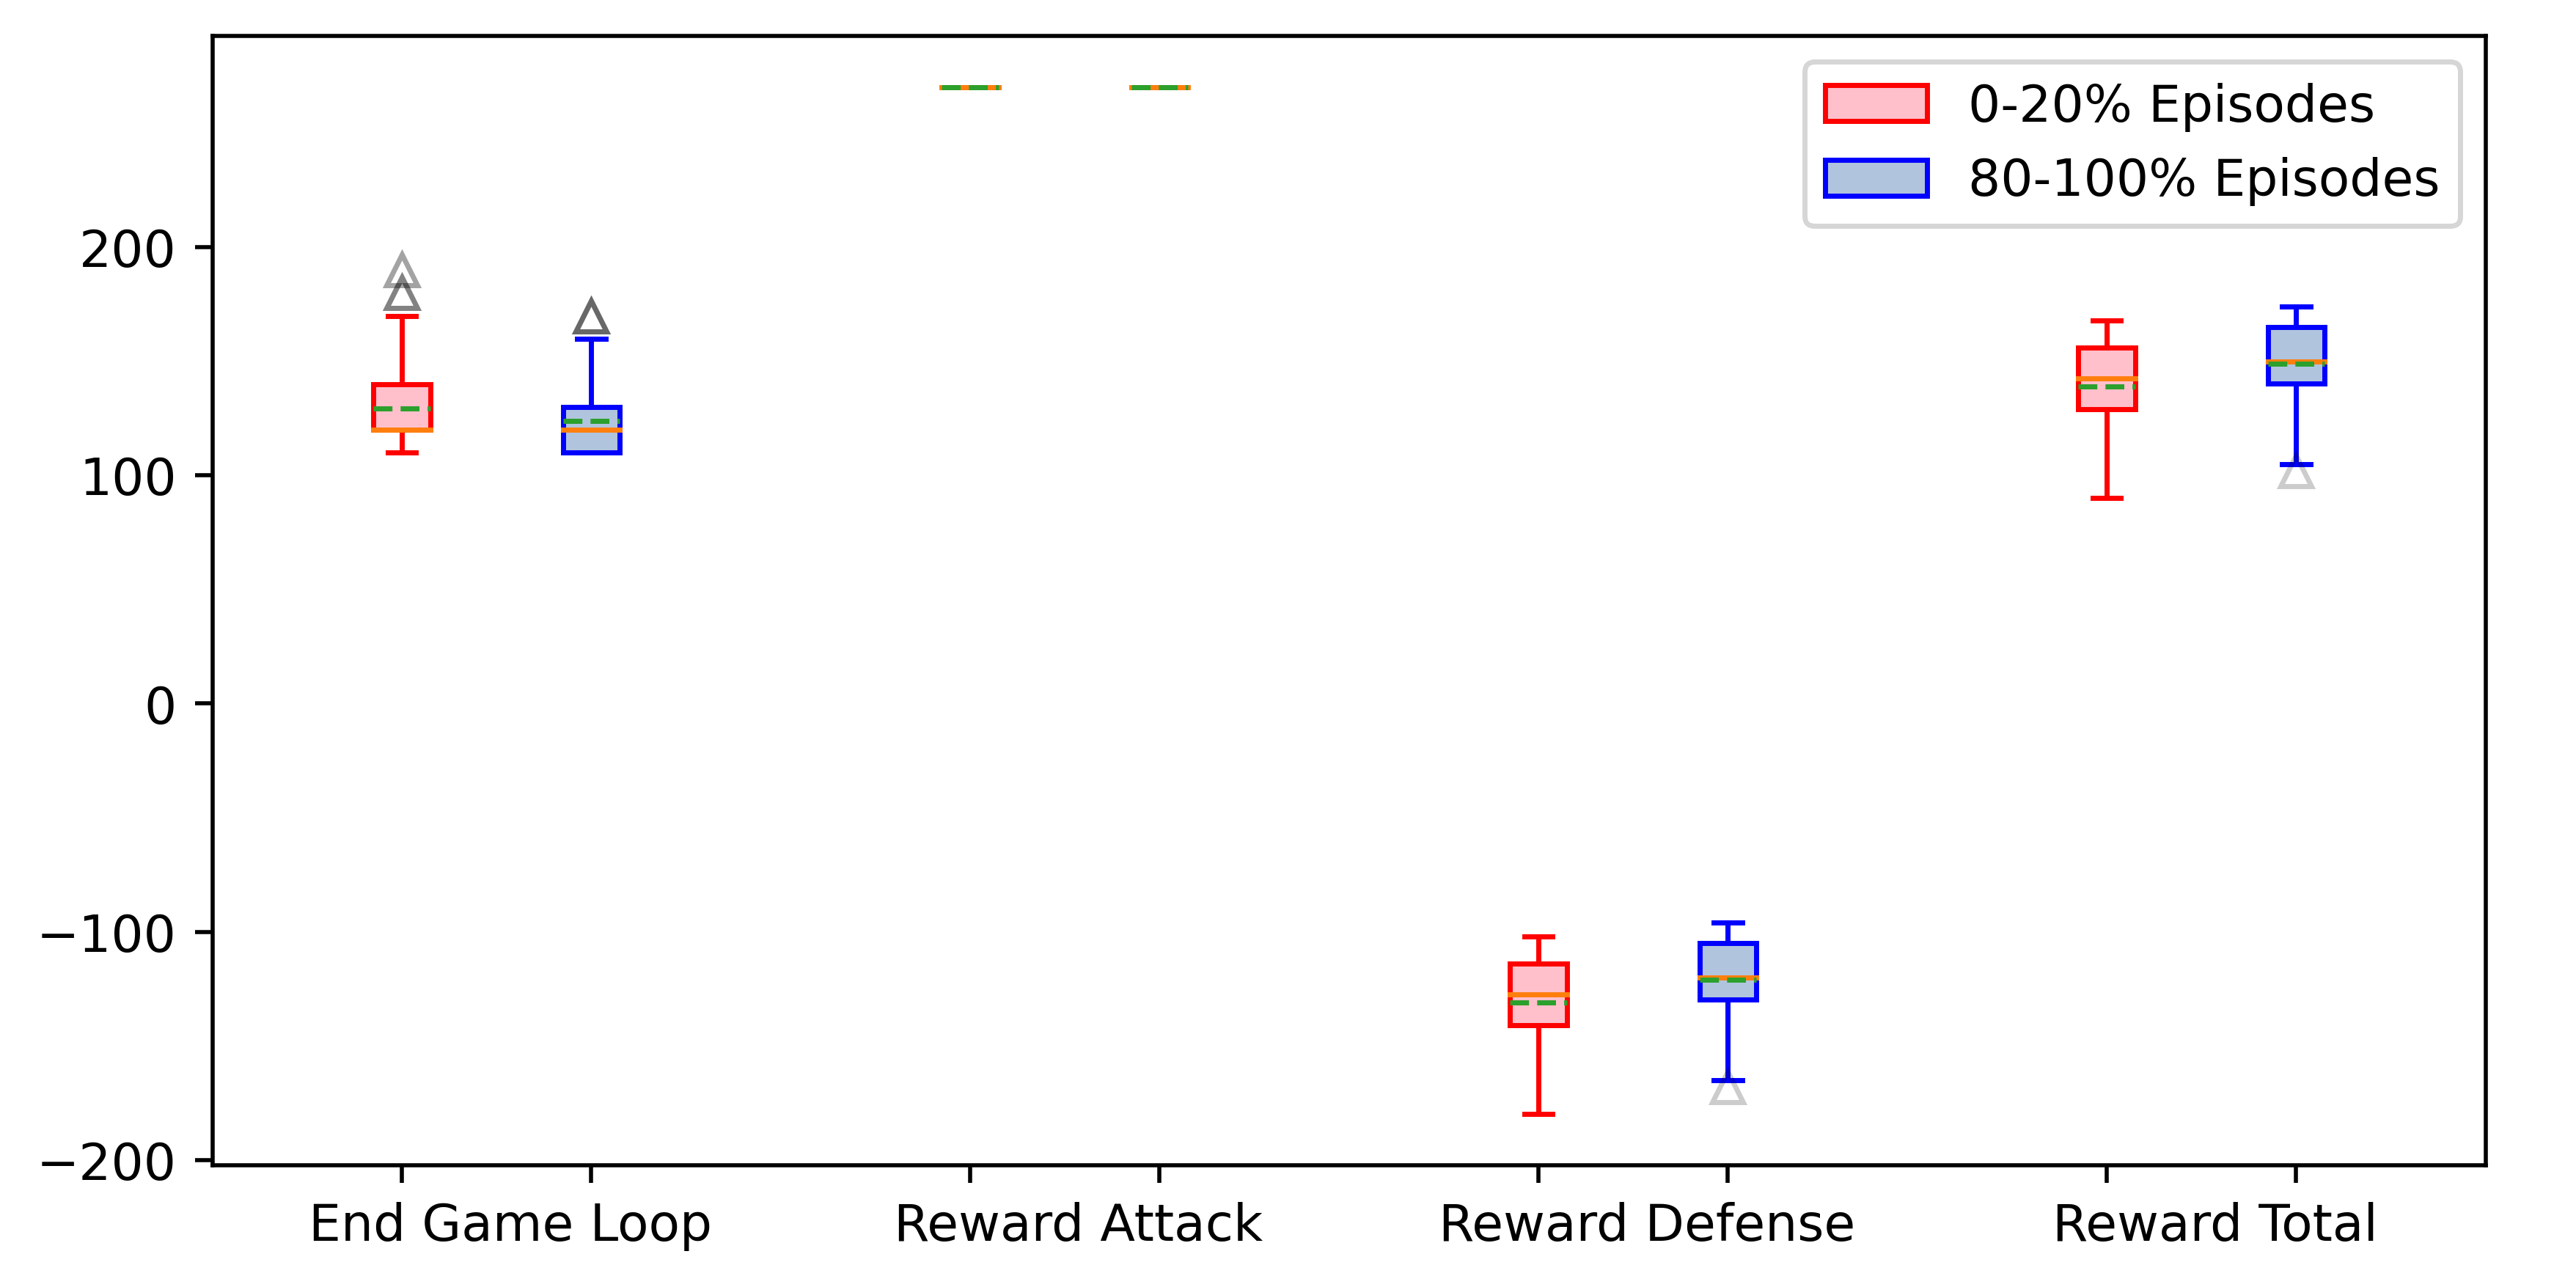 0-20% Episodes
80-100% Episodes
200
100
0
−100
−200
End Game Loop
Reward Attack
Reward Defense
Reward Total